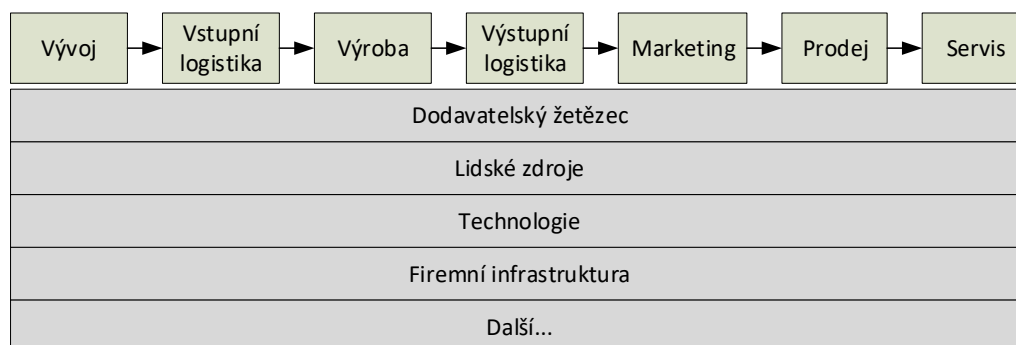 Vývoj
Vstupní
logistika
Výroba
Výstupní
logistika
Marketing
Prodej
Servis
Dodavatelský žetězec
Lidské zdroje
Technologie
Firemní infrastruktura
Další...